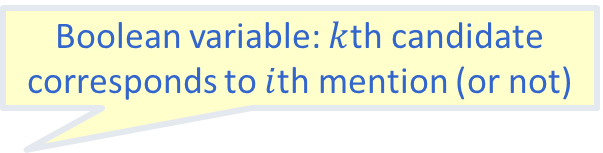 Boolean variable: kth candidate
corresponds to ith mention (or not)